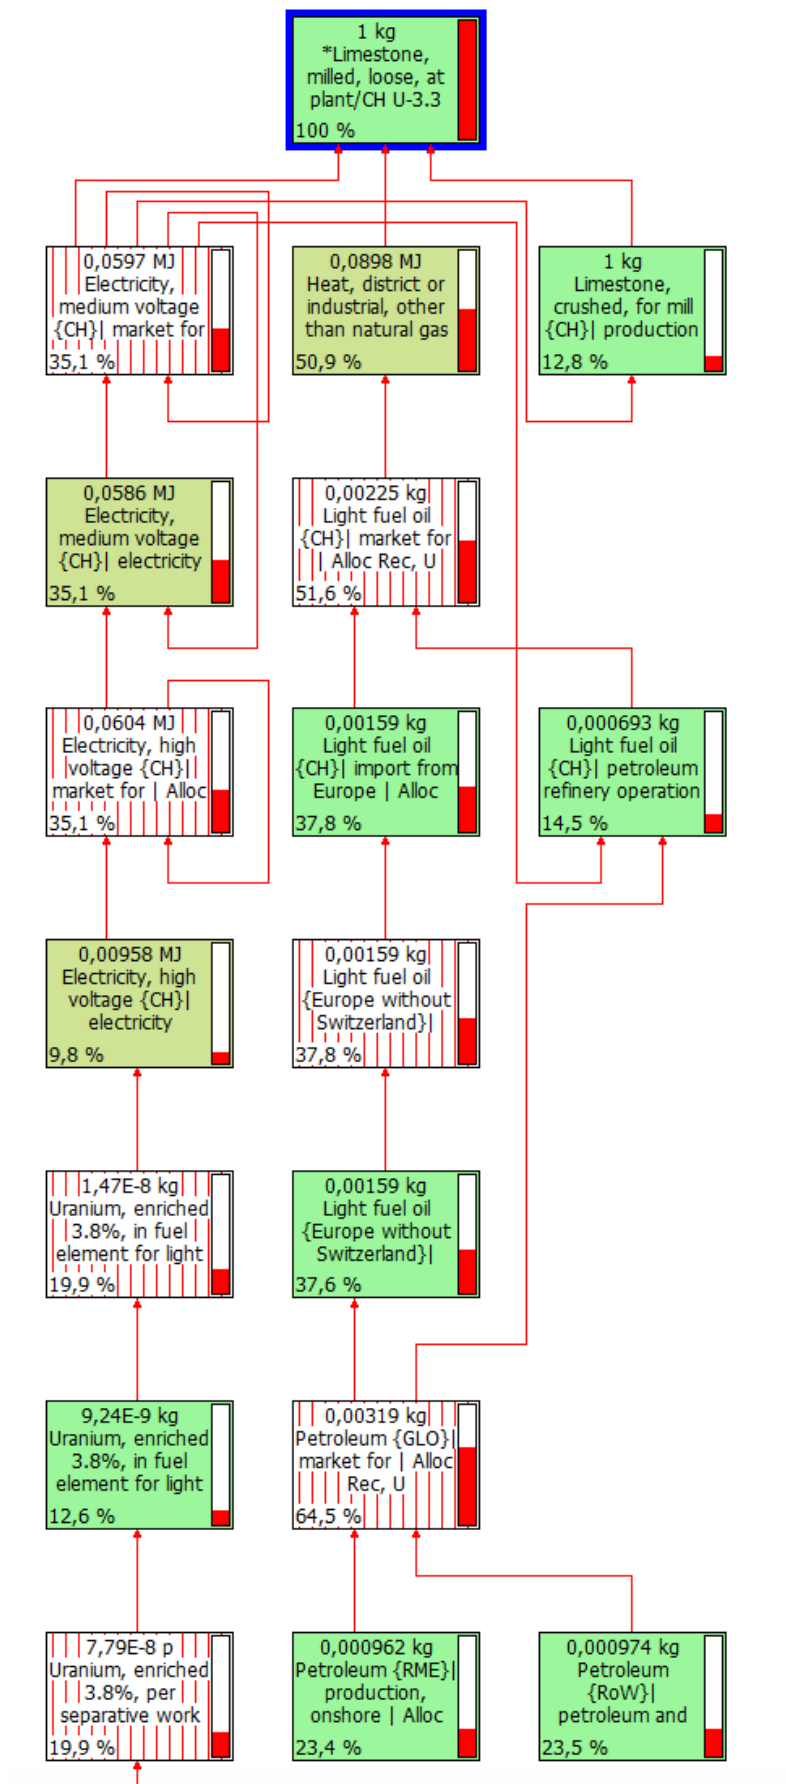 1 kg
*Limestone,
milled, loose, at
plant/CH U-3.3
100 %
0,0597 MJ
Electricity,
medium voltage
{CH}| market for
35,1 %
0,0898 MJ
Heat, district or
industrial, other
than natural gas
50,9 %
1 kg
Limestone,
crushed, for mill
{CH}| production
12,8 %
0,0586 MJ
Electricity,
medium voltage
{CH}| electricity
35,1 %
0,00225 kg
Light fuel oil
{CH}| market for
| Alloc Rec, U
51,6 %
0,0604 MJ
Electricity, high
voltage {CH}|
market for | Alloc
35,1 %
0,00159 kg
Light fuel oil
{CH}| import from
Europe | Alloc
37,8 %
0,000693 kg
Light fuel oil
{CH}| petroleum
refinery operation
14,5 %
0,00958 MJ
Electricity, high
voltage {CH}|
electricity
9,8 %
0,00159 kg
Light fuel oil
{Europe without
Switzerland}|
37,8 %
1,47E-8 kg
Uranium, enriched
3.8%, in fuel
element for light
19,9 %
0,00159 kg
Light fuel oil
{Europe without
Switzerland}|
37,6 %
9,24E-9 kg
Uranium, enriched
3.8%, in fuel
element for light
12,6 %
0,00319 kg
Petroleum {GLO}|
market for | Alloc
Rec, U
64,5 %
7,79E-8 p
Uranium, enriched
3.8%, per
separative work
19,9 %
0,000962 kg
Petroleum {RME}|
production,
onshore | Alloc
23,4 %
0,000974 kg
Petroleum
{RoW}|
petroleum and
23,5 %